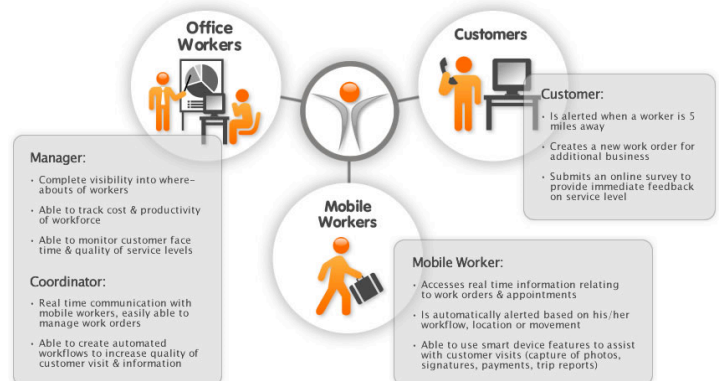 Office
Workers
Manager:
• Complete visibility into where-
abouts of workers
• Able to track cost & productivity
of workforce
• Able to monitor customer face
time & quality of service levels
Coordinator:
• Real time communication with
mobile workers, easily able to
manage work orders
• Able to create automated
workflows to increase quality of
customer visit & information
Customers
Customer:
• Is alerted when a worker is 5
miles away
• Creates a new work order for
additional business
• Submits an online survey to
provide immediate feedback
on service level
Mobile
Workers
Mobile Worker:
• Accesses real time information relating
to work orders & appointments
• Is automatically alerted based on his/her
workflow, location or movement
• Able to use smart device features to assist
with customer visits (capture of photos,
signatures, payments, trip reports)